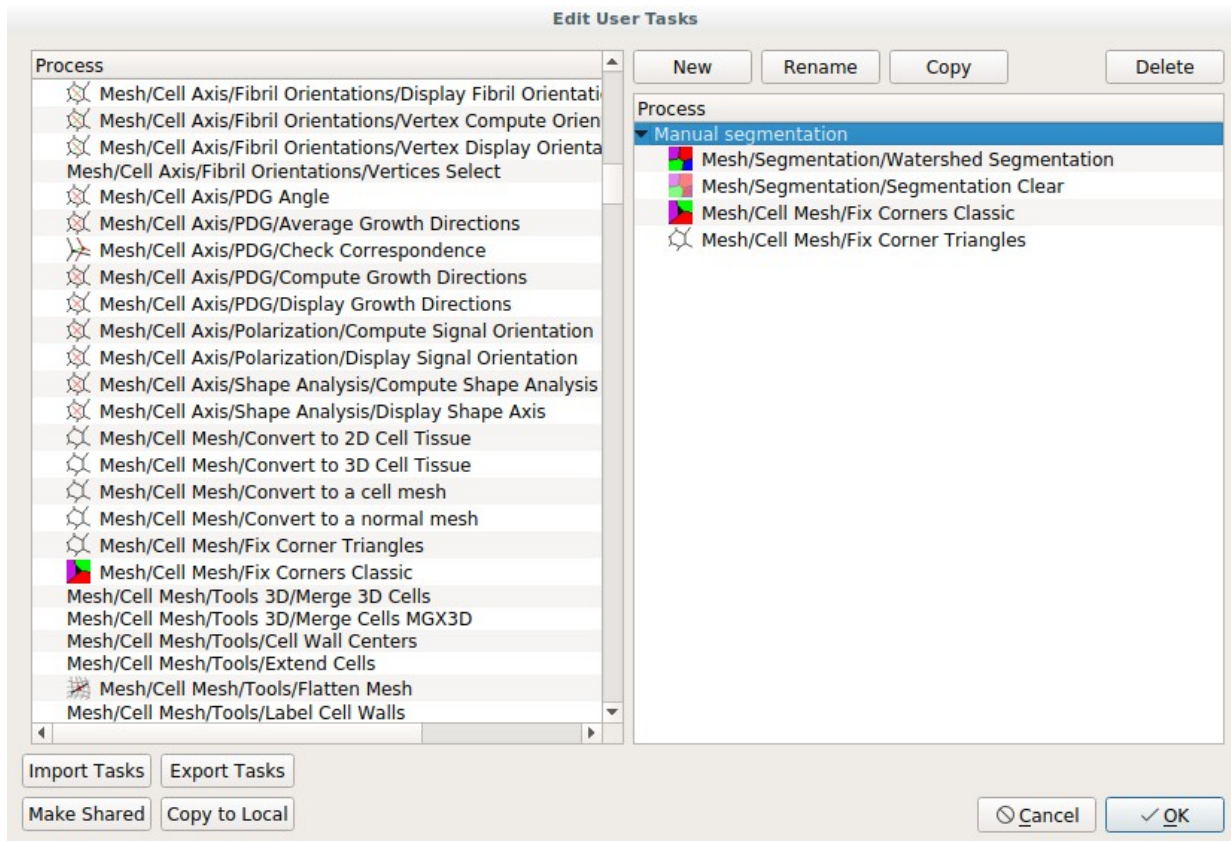 Edit User Tasks
Process
Mesh/Cell Axis/Fibril Orientations/Display Fibril Orientati
Mesh/Cell Axis/Fibril Orientations/Vertex Compute Orien
Mesh/Cell Axis/Fibril Orientations/Vertex Display Orienta
Mesh/Cell Axis/Fibril Orientations/Vertices Select
Mesh/Cell Axis/PDG Angle
Mesh/Cell Axis/PDG/Average Growth Directions
Mesh/Cell Axis/PDG/Check Correspondence
Mesh/Cell Axis/PDG/Compute Growth Directions
Mesh/Cell Axis/PDG/Display Growth Directions
Mesh/Cell Axis/Polarization/Compute Signal Orientation
Mesh/Cell Axis/Polarization/Display Signal Orientation
Mesh/Cell Axis/Shape Analysis/Compute Shape Analysis
Mesh/Cell Axis/Shape Analysis/Display Shape Axis
Mesh/Cell Mesh/Convert to 2D Cell Tissue
Mesh/Cell Mesh/Convert to 3D Cell Tissue
Mesh/Cell Mesh/Convert to a cell mesh
Mesh/Cell Mesh/Convert to a normal mesh
Mesh/Cell Mesh/Fix Corner Triangles
Mesh/Cell Mesh/Fix Corners Classic
Mesh/Cell Mesh/Tools 3D/Merge 3D Cells
Mesh/Cell Mesh/Tools 3D/Merge Cells MGX3D
Mesh/Cell Mesh/Tools/Cell Wall Centers
Mesh/Cell Mesh/Tools/Extend Cells
Mesh/Cell Mesh/Tools/Flatten Mesh
Mesh/Cell Mesh/Tools/Label Cell Walls
New Rename Copy Delete
Process
Manual segmentation
Mesh/Segmentation/Watershed Segmentation
Mesh/Segmentation/Segmentation Clear
Mesh/Cell Mesh/Fix Corners Classic
Mesh/Cell Mesh/Fix Corner Triangles
Import Tasks Export Tasks
Make Shared Copy to Local
Cancel OK